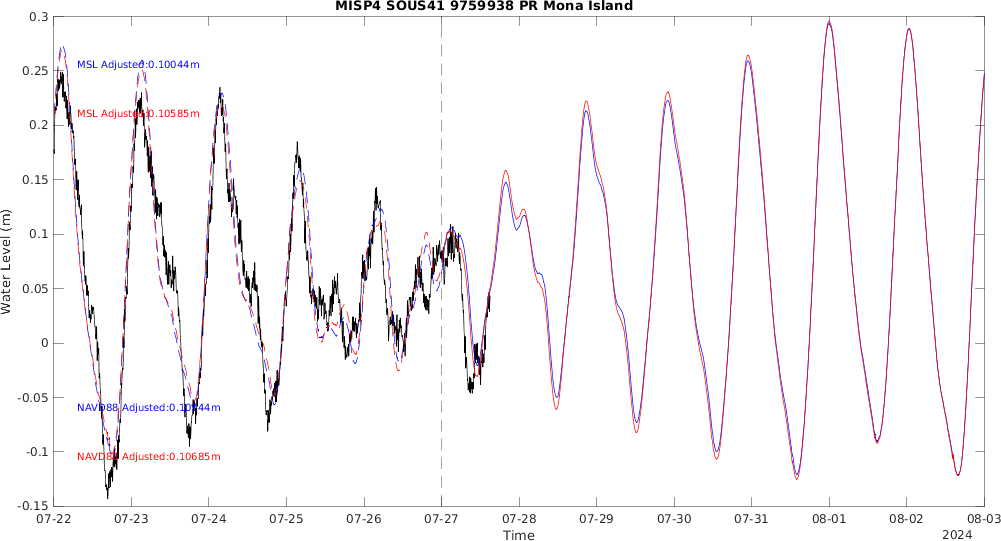 MISP4 SOUS41 9759938 PR Mona Island
0.3
0.25
0.2
0.15
0.1
0.05
0
-0.05
-0.1
-0.15
Water Level (m)
MSL Adjusted:0.10044m
MSL Adjusted:0.10585m
NAVD88 Adjusted:0.10144m
NAVD88 Adjusted:0.10685m
07-22 07-23 07-24 07-25 07-26 07-27 07-28 07-29 07-30 07-31 08-01 08-02 08-03
Time
2024